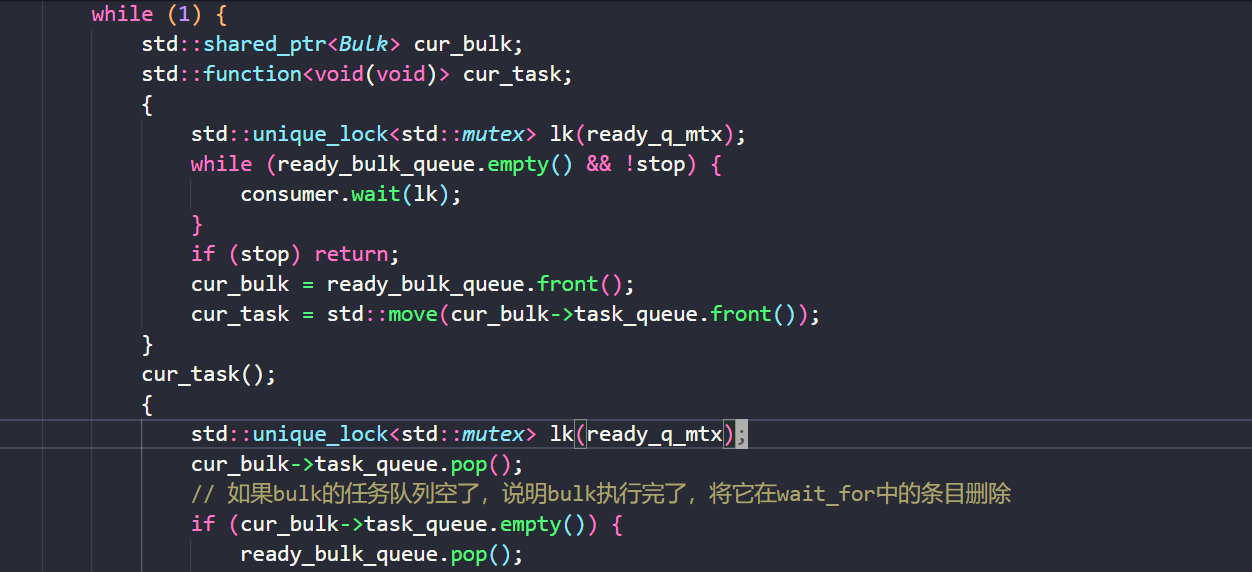 while (1) {
std::shared_ptr<Bulk> cur_bulk;
std::function<void(void)> cur_task;
{
std::unique_lock<std::mutex> lk(ready_q_mtx);
while (ready_bulk_queue.empty() && !stop) {
consumer.wait(lk);
}
if (stop) return;
cur_bulk = ready_bulk_queue.front();
cur_task = std::move(cur_bulk->task_queue.front());
}
cur_task();
{
std::unique_lock<std::mutex> lk(ready_q_mtx);
cur_bulk->task_queue.pop();
// 如果bulk的任务队列空了，说明bulk执行完了，将它在wait_for中的条目删除
if (cur_bulk->task_queue.empty()) {
ready_bulk_queue.pop();